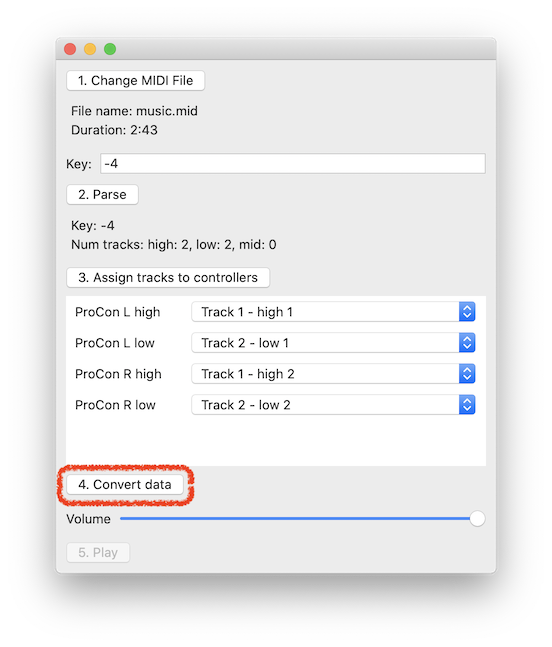 1. Change MIDI File
File name: music.mid
Duration: 2:43
Key: -4
2. Parse
Key: -4
Num tracks: high: 2, low: 2, mid: 0
3. Assign tracks to controllers
ProCon L high Track 1 - high 1
ProCon L low Track 2 - low 1
ProCon R high Track 1 - high 2
ProCon R low Track 2 - low 2
4. Convert data
Volume
5. Play